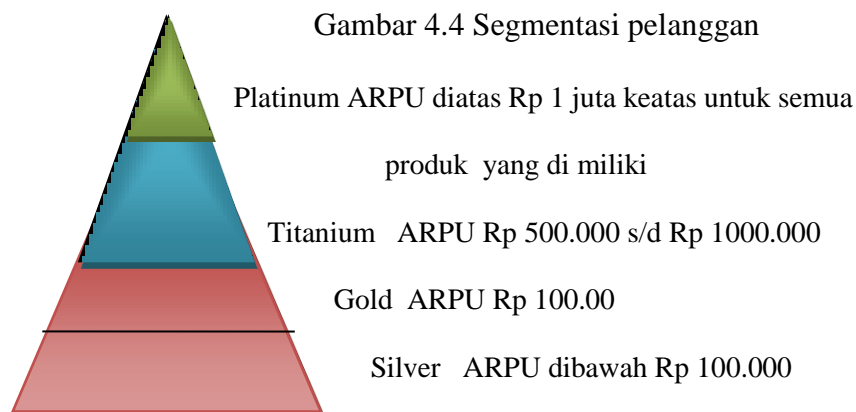 Gambar 4.4 Segmentasi pelanggan
Platinum ARPU diatas Rp 1 juta keatas untuk semua
produk yang di miliki
Titanium ARPU Rp 500.000 s/d Rp 1000.000
Gold ARPU Rp 100.00
Silver ARPU dibawah Rp 100.000